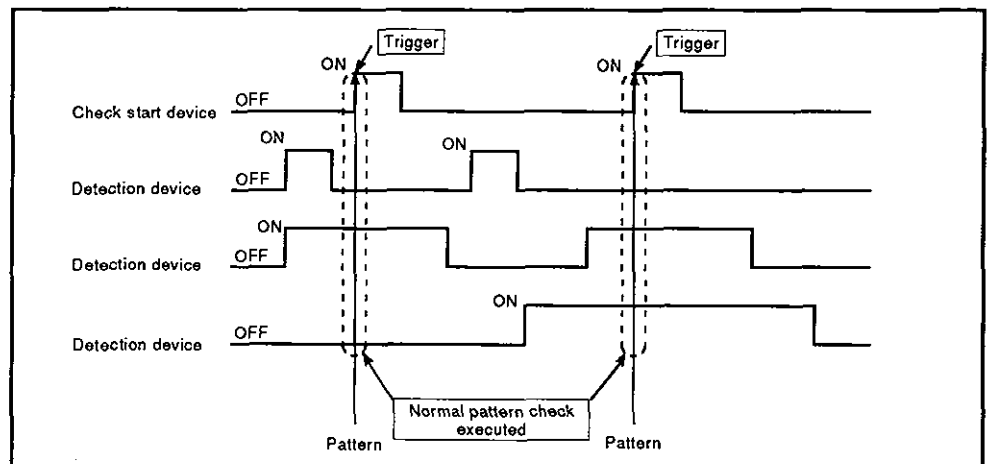 Trigger
Trigger
ON
ON
Check start device
OFF
ON
ON
Detection device
OFF
ON
Detection device
OFF
ON
Detection device
OFF
Normal pattern check
executed
Pattern
Pattern